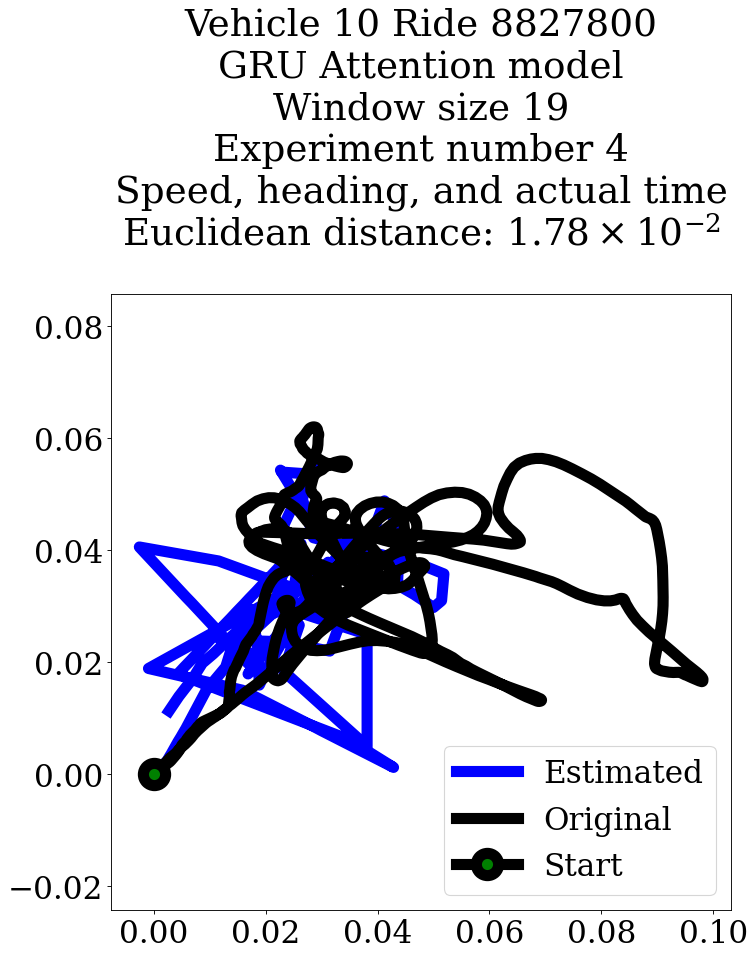 Vehicle 10 Ride 8827800
GRU Attention model
Window size 19
Experiment number 4
Speed, heading, and actual time
Euclidean distance: 1.78 × 10⁻²
0.08
0.06
0.04
0.02
0.00
−0.02
Estimated
Original
Start
0.00 0.02 0.04 0.06 0.08 0.10